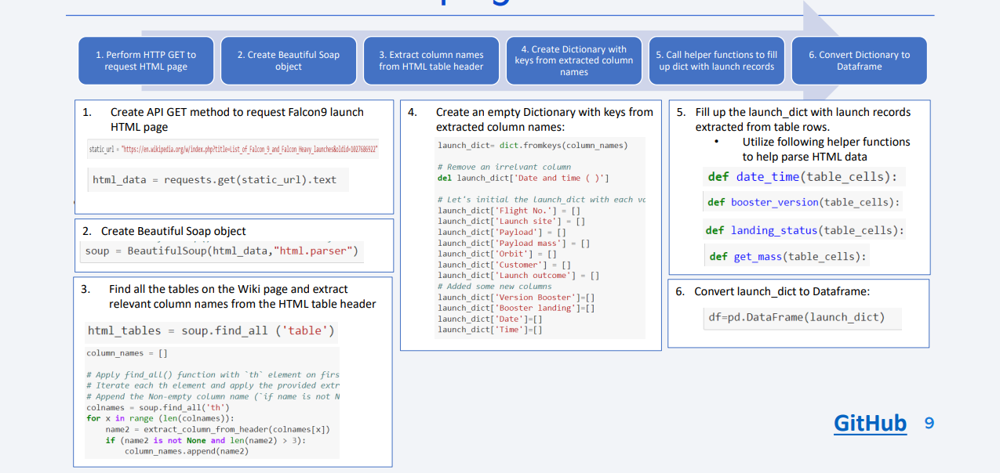 1. Perform HTTP GET to
request HTML page
2. Create Beautiful Soap
object
3. Extract column names
from HTML table header
4. Create Dictionary with
keys from extracted column
names
5. Call helper functions to fill
up dict with launch records
6. Convert Dictionary to
Dataframe
1. Create API GET method to request Falcon9 launch
HTML page
static_url = "https://en.wikipedia.org/w/index.php?title=List_of_Falcon_9_and_Falcon_Heavy_launches&oldid=1027686922"
html_data = requests.get(static_url).text
2. Create Beautiful Soap object
soup = BeautifulSoup(html_data,"html.parser")
3. Find all the tables on the Wiki page and extract
relevant column names from the HTML table header
html_tables = soup.find_all ('table')
column_names = []
# Apply find_all() function with `th` element on firs
# Iterate each th element and apply the provided extr
# Append the Non-empty column name (`if name is not N
colnames = soup.find_all('th')
for x in range (len(colnames)):
name2 = extract_column_from_header(colnames[x])
if (name2 is not None and len(name2) > 3):
column_names.append(name2)
4. Create an empty Dictionary with keys from
extracted column names:
launch_dict= dict.fromkeys(column_names)
# Remove an irrelvant column
del launch_dict['Date and time ( )']
# Let's initial the launch_dict with each va
launch_dict['Flight No.'] = []
launch_dict['Launch site'] = []
launch_dict['Payload'] = []
launch_dict['Payload mass'] = []
launch_dict['Orbit'] = []
launch_dict['Customer'] = []
launch_dict['Launch outcome'] = []
# Added some new columns
launch_dict['Version Booster']=[]
launch_dict['Booster landing']=[]
launch_dict['Date']=[]
launch_dict['Time']=[]
5. Fill up the launch_dict with launch records
extracted from table rows.
• Utilize following helper functions
to help parse HTML data
def date_time(table_cells):
def booster_version(table_cells):
def landing_status(table_cells):
def get_mass(table_cells):
6. Convert launch_dict to Dataframe:
df=pd.DataFrame(launch_dict)
GitHub 9